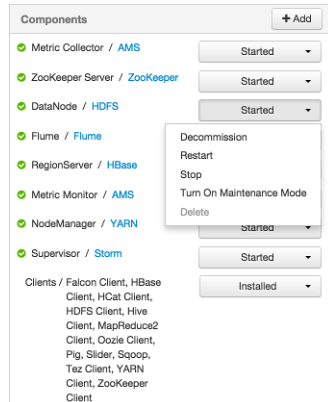 Components
+ Add
Metric Collector / AMS
Started
ZooKeeper Server / ZooKeeper
Started
DataNode / HDFS
Started
Flume / Flume
Decommission
Restart
Stop
Turn On Maintenance Mode
Delete
RegionServer / HBase
Metric Monitor / AMS
NodeManager / YARN
Started
Supervisor / Storm
Started
Clients / Falcon Client, HBase
Installed
Client, HCat Client,
HDFS Client, Hive
Client, MapReduce2
Client, Oozie Client,
Pig, Slider, Sqoop,
Tez Client, YARN
Client, ZooKeeper
Client